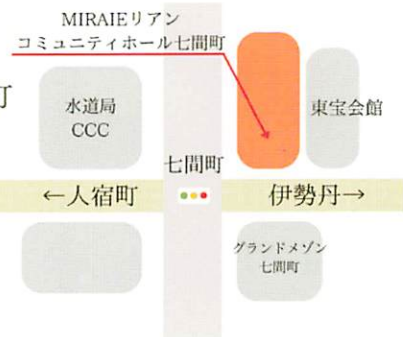 MIRAIEリアン
コミュニティホール七間町
町
水道局
CCC
東宝会館
七間町
←人宿町
伊勢丹→
グランドメゾン
七間町